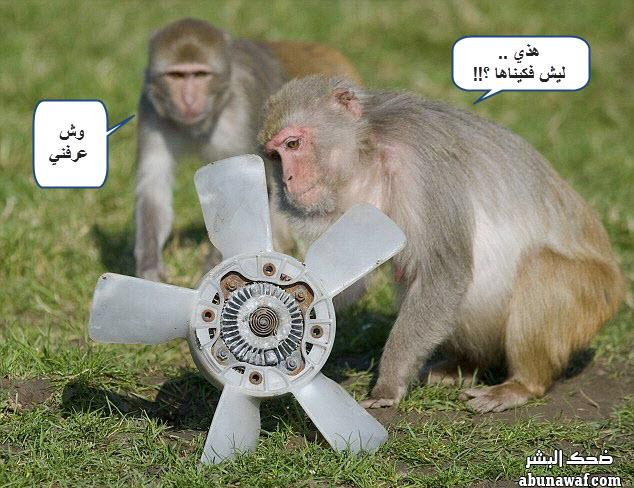 هذي ..
ليش فكيناها ؟!!
وش
عرفني
ضحك البشر
abunawaf.com